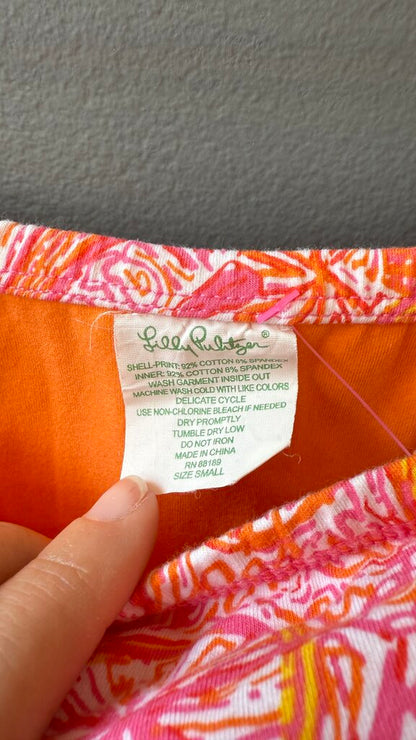 Lilly Pulitzer®
SHELL-PRINT: 92% COTTON 8% SPANDEX
INNER: 92% COTTON 8% SPANDEX
WASH GARMENT INSIDE OUT
MACHINE WASH COLD WITH LIKE COLORS
DELICATE CYCLE
USE NON-CHLORINE BLEACH IF NEEDED
DRY PROMPTLY
TUMBLE DRY LOW
DO NOT IRON
MADE IN CHINA
RN 68189
SIZE SMALL